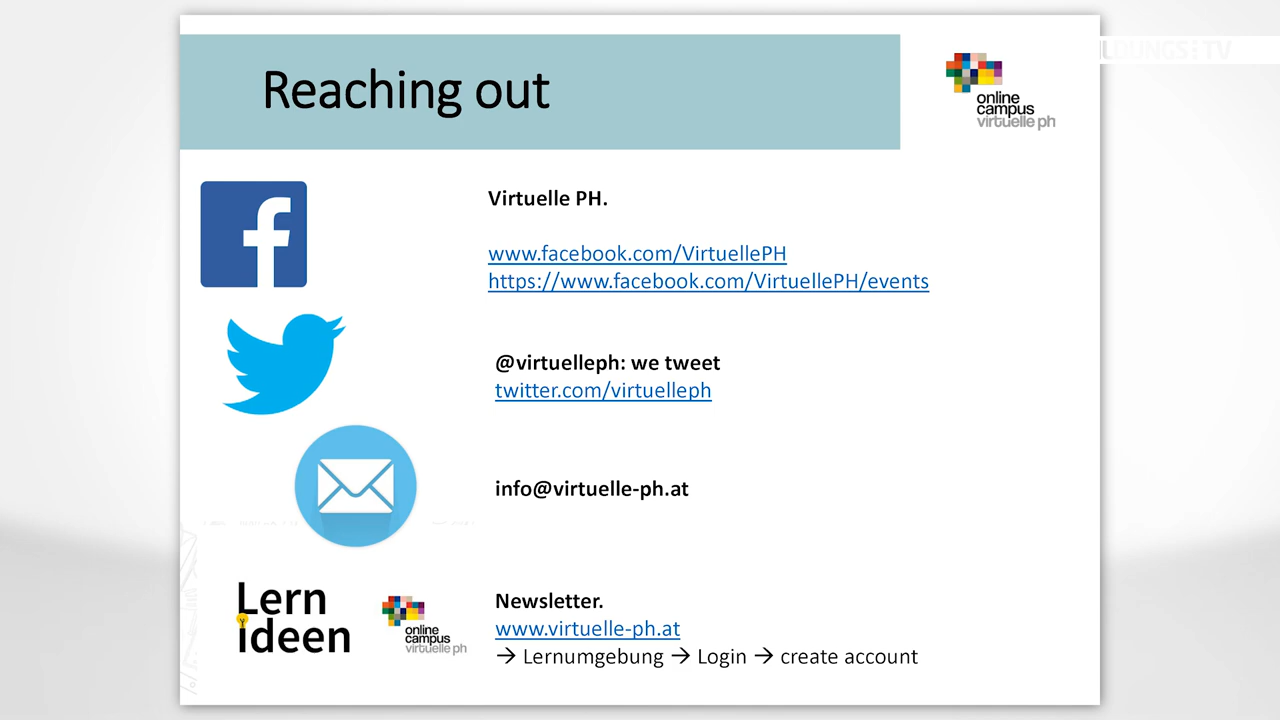 Reaching out
online
campus
virtuelle ph
LOUNGE TV
Virtuelle PH.
www.facebook.com/VirtuellePH
https://www.facebook.com/VirtuellePH/events
@virtuelleph: we tweet
twitter.com/virtuelleph
info@virtuelle-ph.at
Lern
ideen
online
campus
virtuelle ph
Newsletter.
www.virtuelle-ph.at
→ Lernumgebung → Login → create account